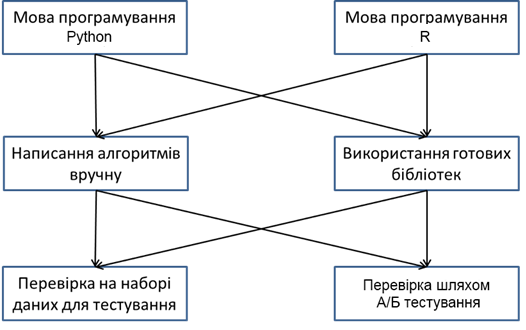 Мова програмування
Python
Мова програмування
R
Написання алгоритмів
вручну
Використання готових
бібліотек
Перевірка на наборі
даних для тестування
Перевірка шляхом
А/Б тестування